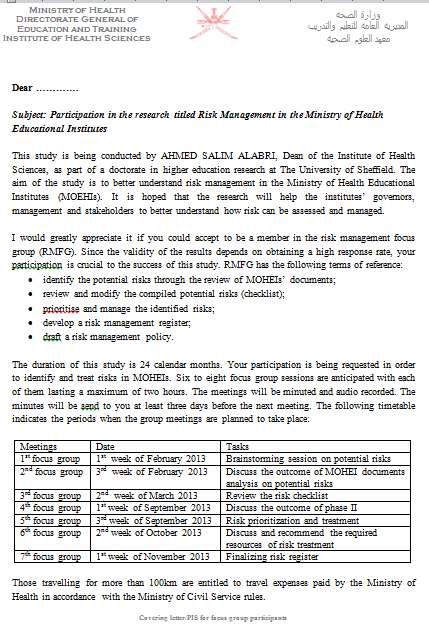 MINISTRY OF HEALTH
DIRECTORATE GENERAL OF
EDUCATION AND TRAINING
INSTITUTE OF HEALTH SCIENCES
وزارة الصحة
المديرية العامة للتعليم والتدريب
معهد العلوم الصحية
Dear ………….
Subject: Participation in the research titled Risk Management in the Ministry of Health
Educational Institutes
This study is being conducted by AHMED SALIM ALABRI, Dean of the Institute of Health
Sciences, as part of a doctorate in higher education research at The University of Sheffield. The
aim of the study is to better understand risk management in the Ministry of Health Educational
Institutes (MOEHIs). It is hoped that the research will help the institutes’ governors,
management and stakeholders to better understand how risk can be assessed and managed.
I would greatly appreciate it if you could accept to be a member in the risk management focus
group (RMFG). Since the validity of the results depends on obtaining a high response rate, your
participation is crucial to the success of this study. RMFG has the following terms of reference:
• identify the potential risks through the review of MOHEIs’ documents;
• review and modify the compiled potential risks (checklist);
• prioritise and manage the identified risks;
• develop a risk management register;
• draft a risk management policy.
The duration of this study is 24 calendar months. Your participation is being requested in order
to identify and treat risks in MOHEIs. Six to eight focus group sessions are anticipated with each
of them lasting a maximum of two hours. The meetings will be minuted and audio recorded. The
minutes will be send to you at least three days before the next meeting. The following timetable
indicates the periods when the group meetings are planned to take place:
Meetings Date Tasks
1st focus group 1st week of February 2013 Brainstorming session on potential risks
2nd focus group 3rd week of February 2013 Discuss the outcome of MOHEI documents
analysis on potential risks
3rd focus group 2nd week of March 2013 Review the risk checklist
4th focus group 1st week of September 2013 Discuss the outcome of phase II
5th focus group 3rd week of September 2013 Risk prioritization and treatment
6th focus group 2nd week of October 2013 Discuss and recommend the required
resources of risk treatment
7th focus group 1st week of November 2013 Finalizing risk register
Those travelling for more than 100km are entitled to travel expenses paid by the Ministry of
Health in accordance with the Ministry of Civil Service rules.
Covering letter/PIS for focus group participants